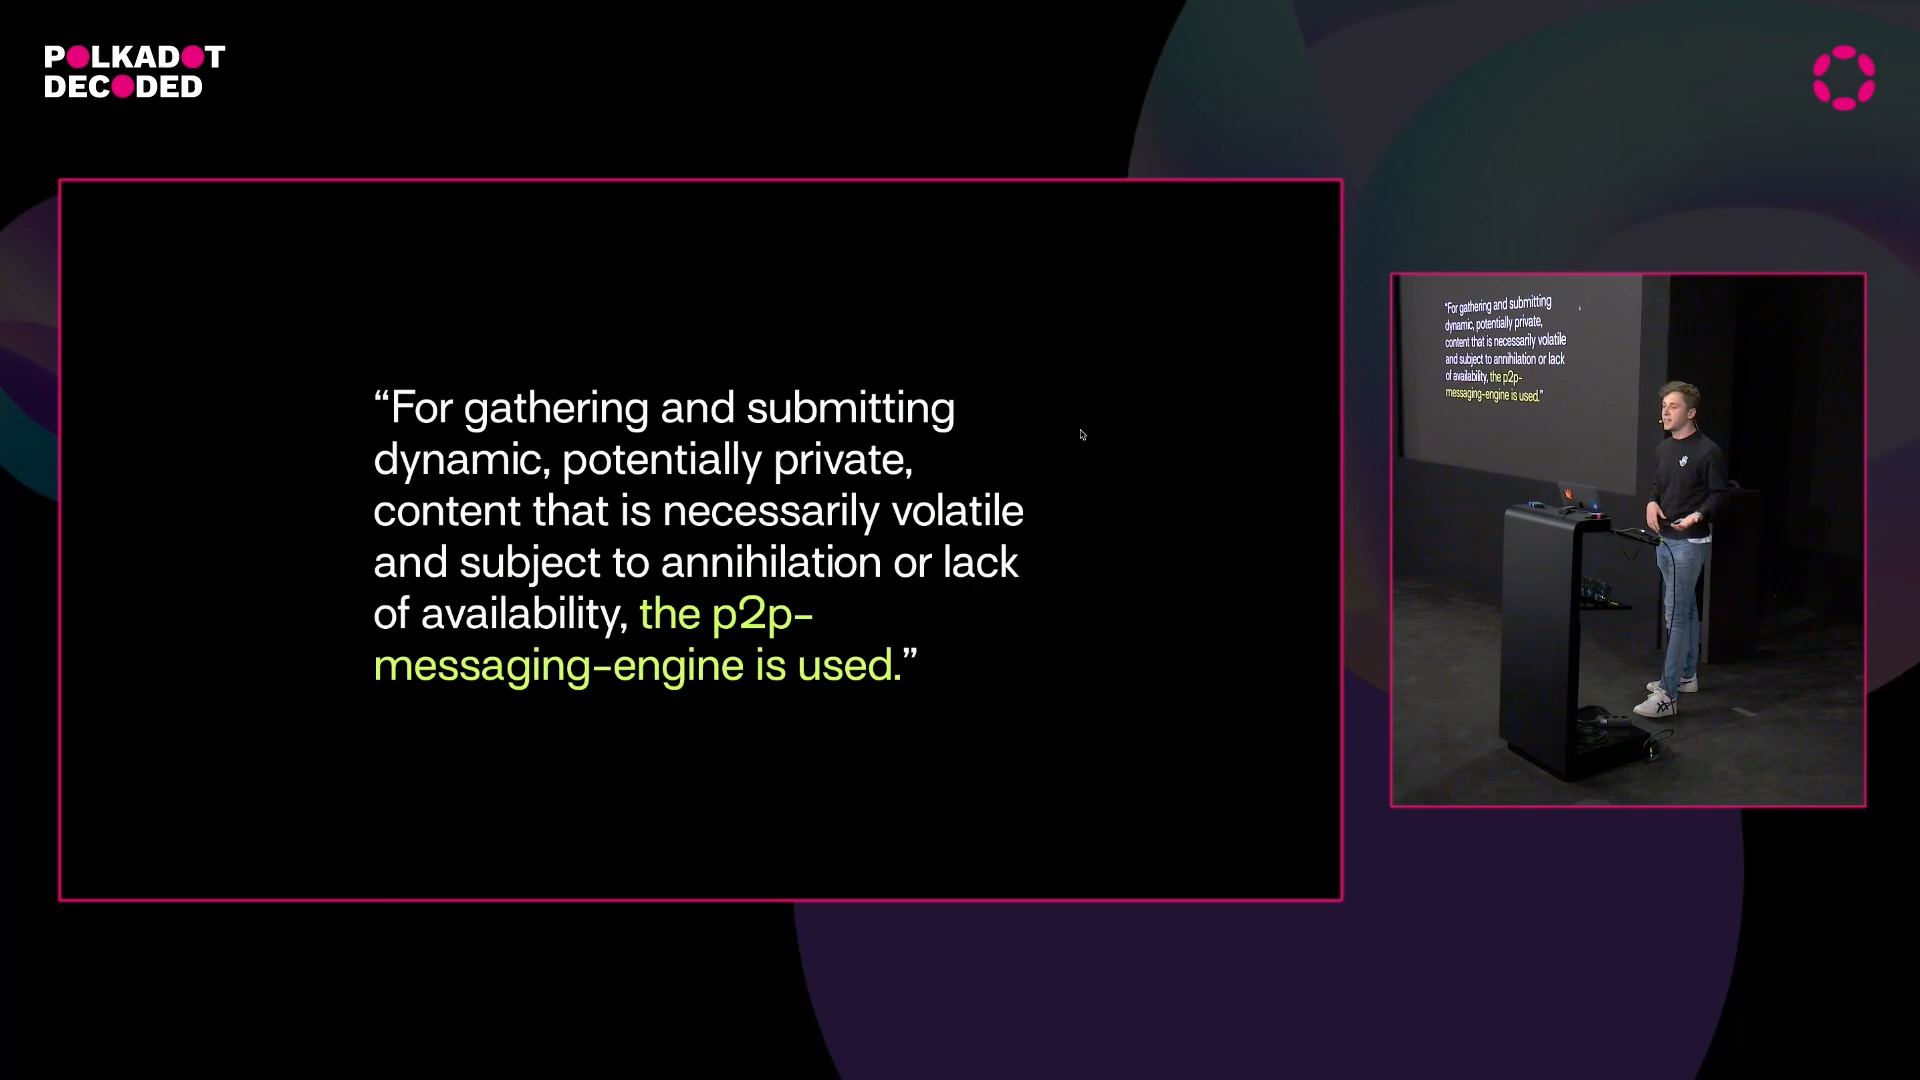 POLKADOT
DECODED
“For gathering and submitting
dynamic, potentially private,
content that is necessarily volatile
and subject to annihilation or lack
of availability, the p2p-
messaging-engine is used.”
“For gathering and submitting
dynamic, potentially private,
content that is necessarily volatile
and subject to annihilation or lack
of availability, the p2p-
messaging-engine is used.”